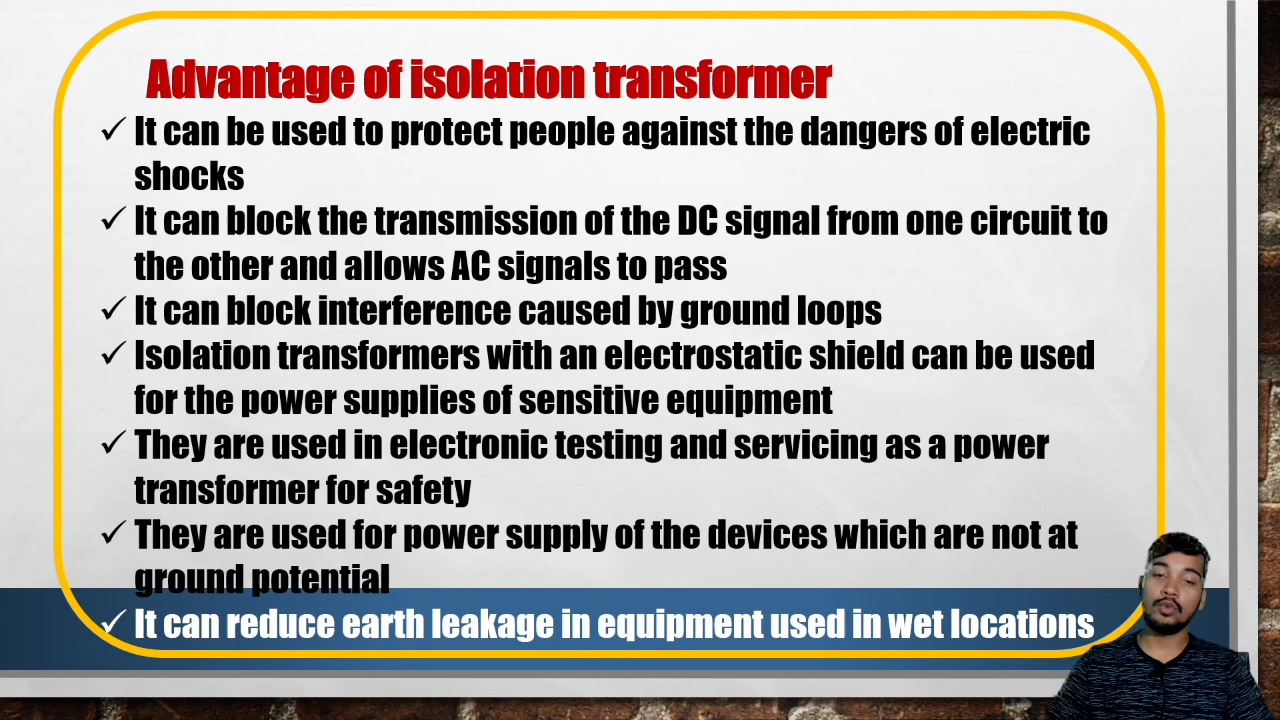 Advantage of isolation transformer
✓ It can be used to protect people against the dangers of electric
shocks
✓ It can block the transmission of the DC signal from one circuit to
the other and allows AC signals to pass
✓ It can block interference caused by ground loops
✓ Isolation transformers with an electrostatic shield can be used
for the power supplies of sensitive equipment
✓ They are used in electronic testing and servicing as a power
transformer for safety
✓ They are used for power supply of the devices which are not at
ground potential
✓ It can reduce earth leakage in equipment used in wet locations